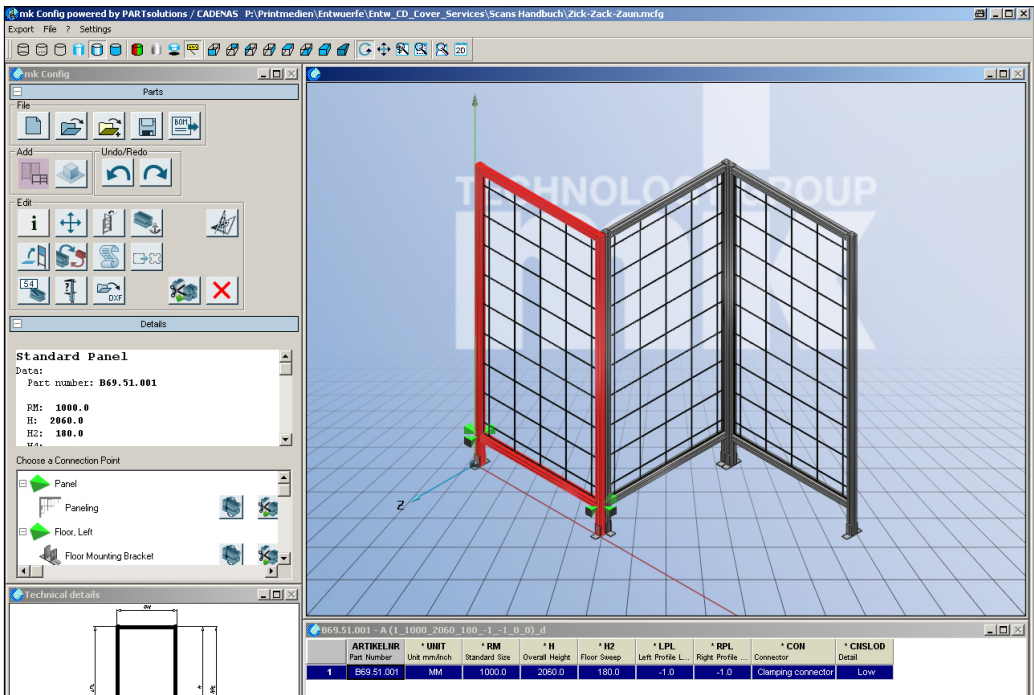 mk Config powered by PARTsolutions / CADENAS P:\Printmedien\Entwuerfe\Entw_CD_Cover_Services\Scans Handbuch\Zick-Zack-Zaun.mcfg
Export File ? Settings
2D
mk Config
Parts
File
BOM
Add
Undo/Redo
Edit
i
54
?
DXF
Details
Standard Panel
Data:
Part number: B69.51.001
RM: 1000.0
H: 2060.0
H2: 180.0
Choose a Connection Point
Panel
Paneling
Floor, Left
Floor Mounting Bracket
Technical details
TECHNOLOGY GROUP
mk
Z
B69.51.001 - A (1_1000_2060_180_-1_-1_0_0)_d
ARTIKELNR * UNIT * RM * H * H2 * LPL * RPL * CON * CNSLOD
Part Number Unit mm/inch Standard Size Overall Height Floor Sweep Left Profile L... Right Profile ... Connector Detail
1 B69.51.001 MM 1000.0 2060.0 180.0 -1.0 -1.0 Clamping connector Low